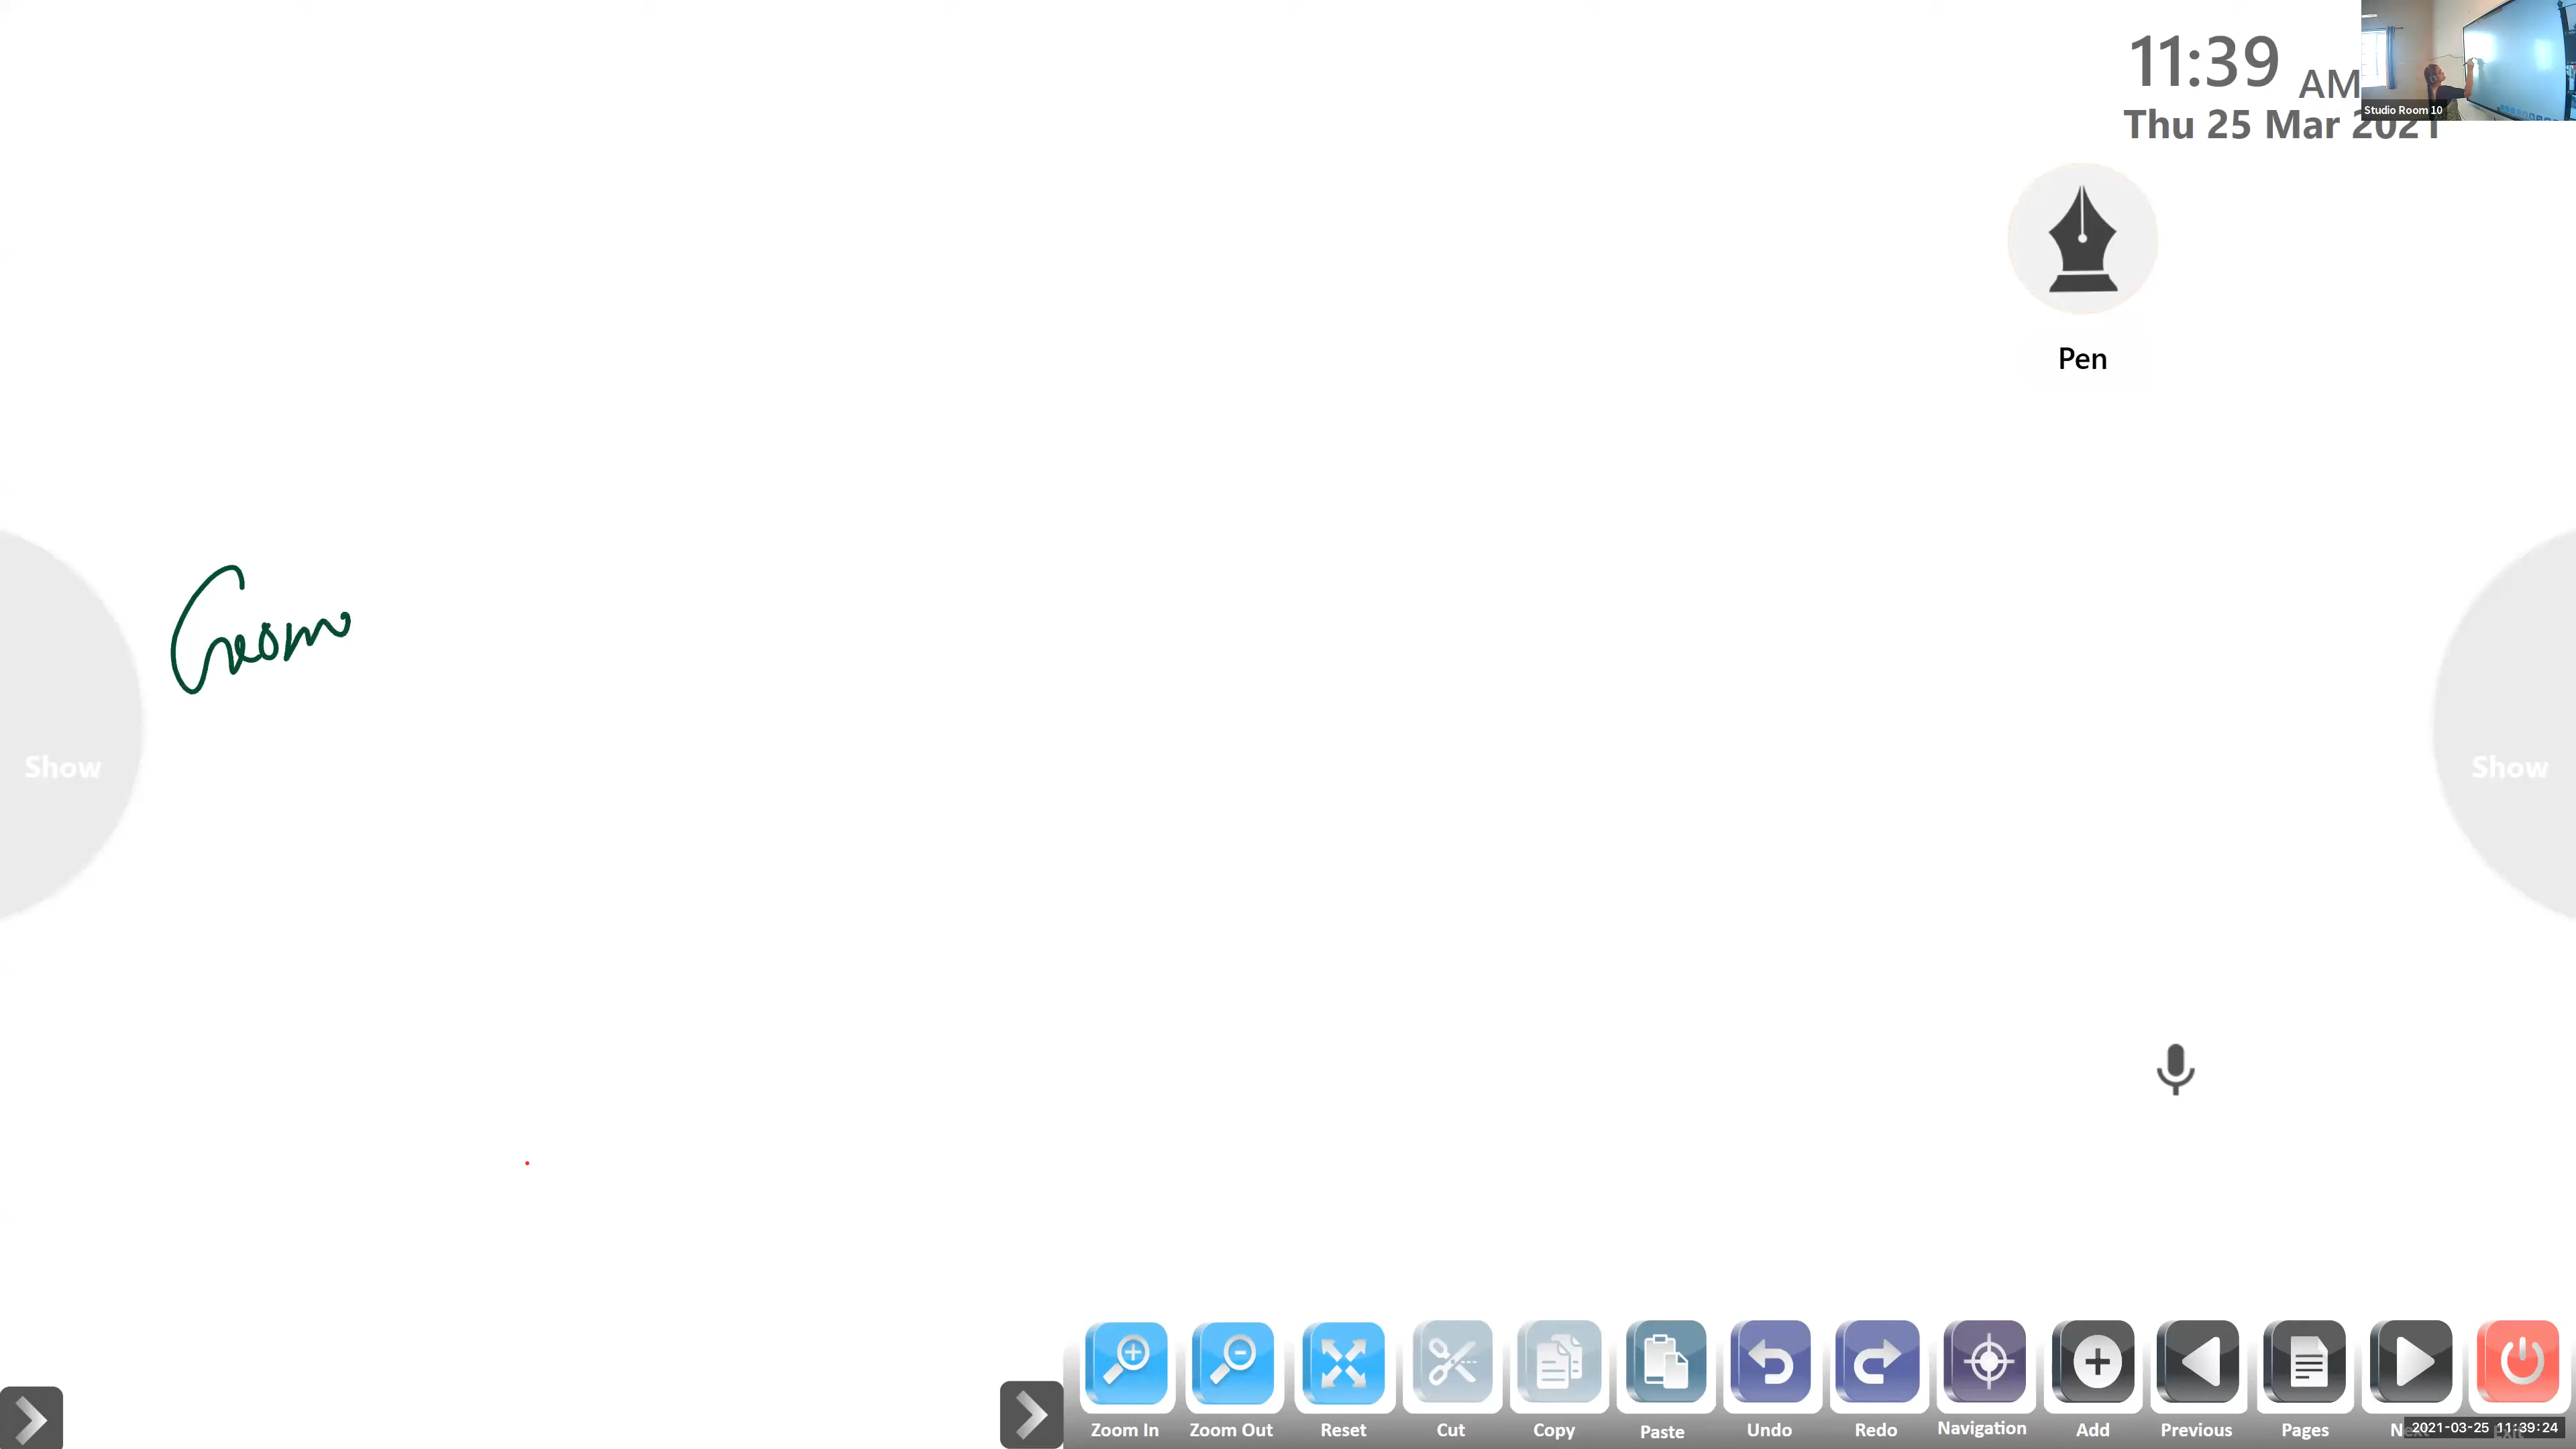 11:39 AM
Studio Room 10
Thu 25 Mar 2021
Pen
Geom
Show
Show
Zoom In
Zoom Out
Reset
Cut
Copy
Paste
Undo
Redo
Navigation
Add
Previous
Pages
2021-03-25 11:39:24